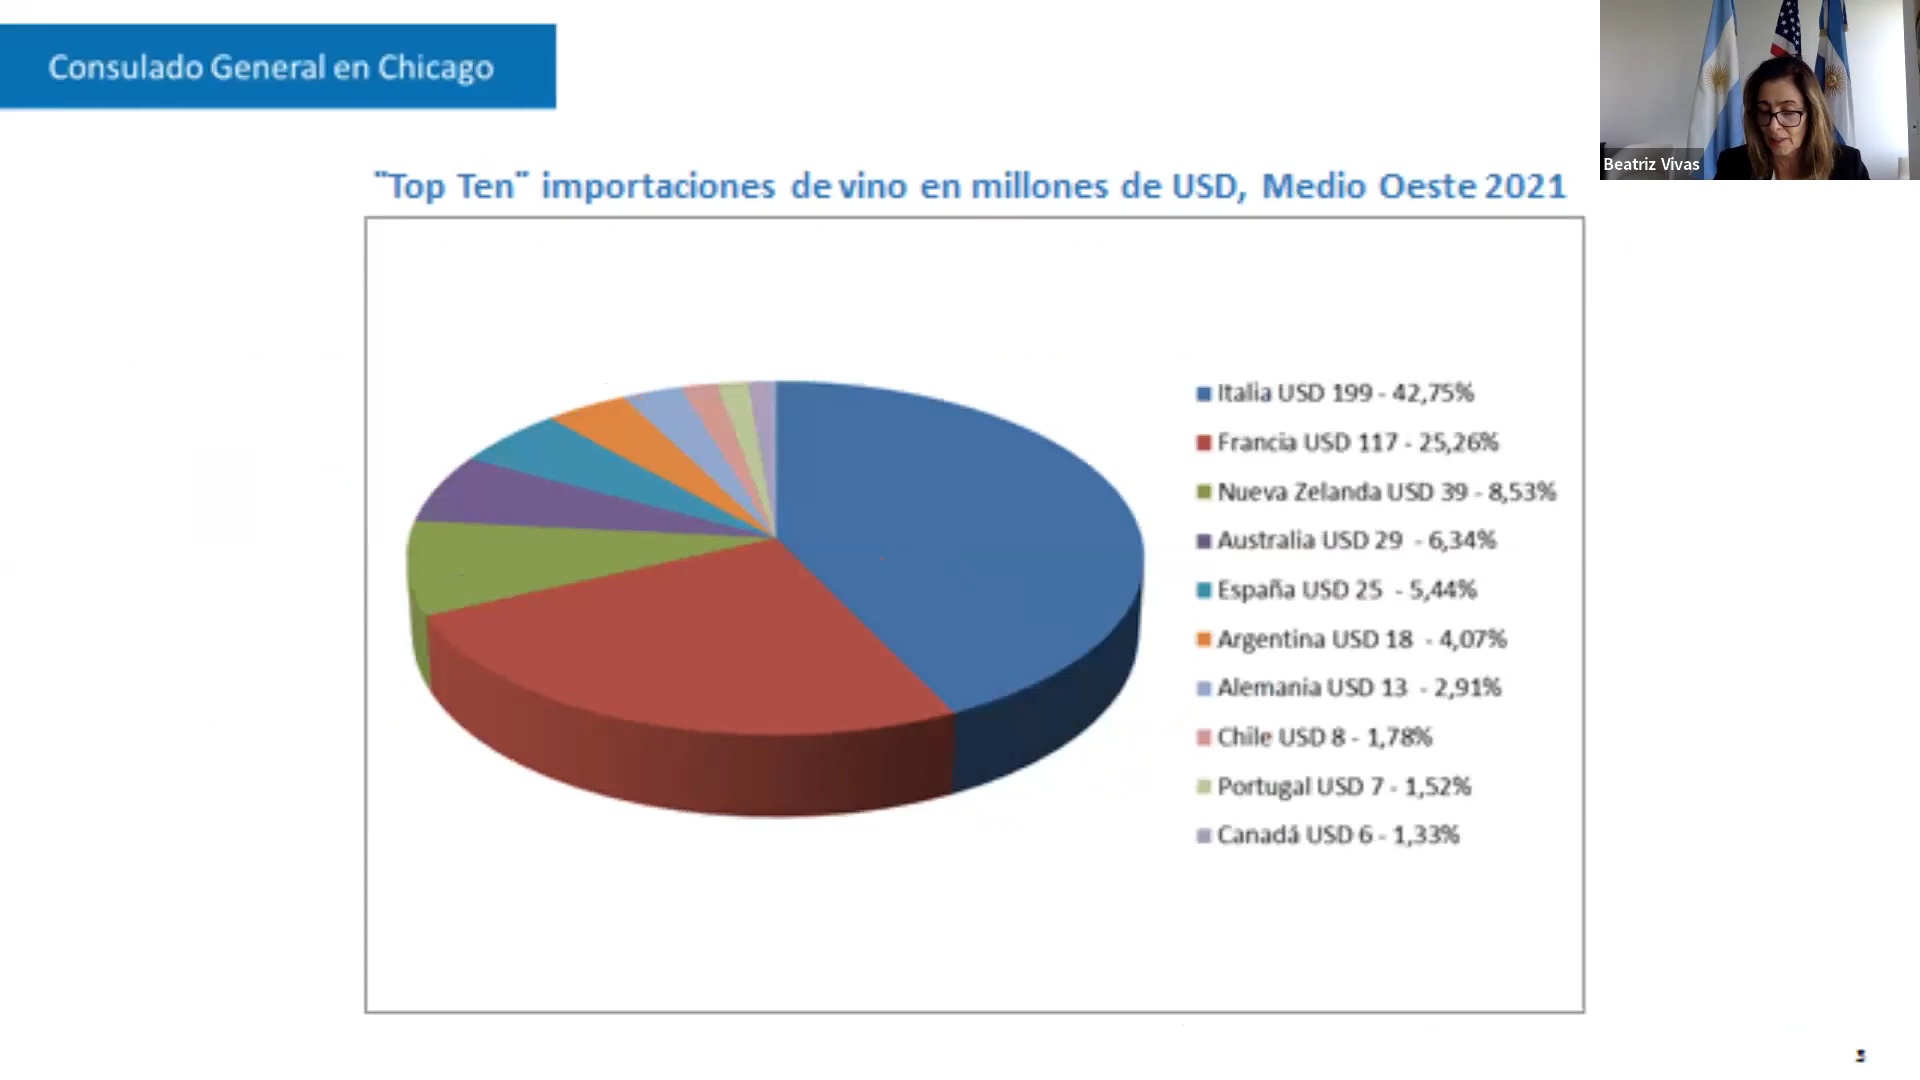 Consulado General en Chicago
Beatriz Vivas
"Top Ten" importaciones de vino en millones de USD, Medio Oeste 2021
Italia USD 199 - 42,75%
Francia USD 117 - 25,26%
Nueva Zelanda USD 39 - 8,53%
Australia USD 29 - 6,34%
España USD 25 - 5,44%
Argentina USD 18 - 4,07%
Alemania USD 13 - 2,91%
Chile USD 8 - 1,78%
Portugal USD 7 - 1,52%
Canadá USD 6 - 1,33%